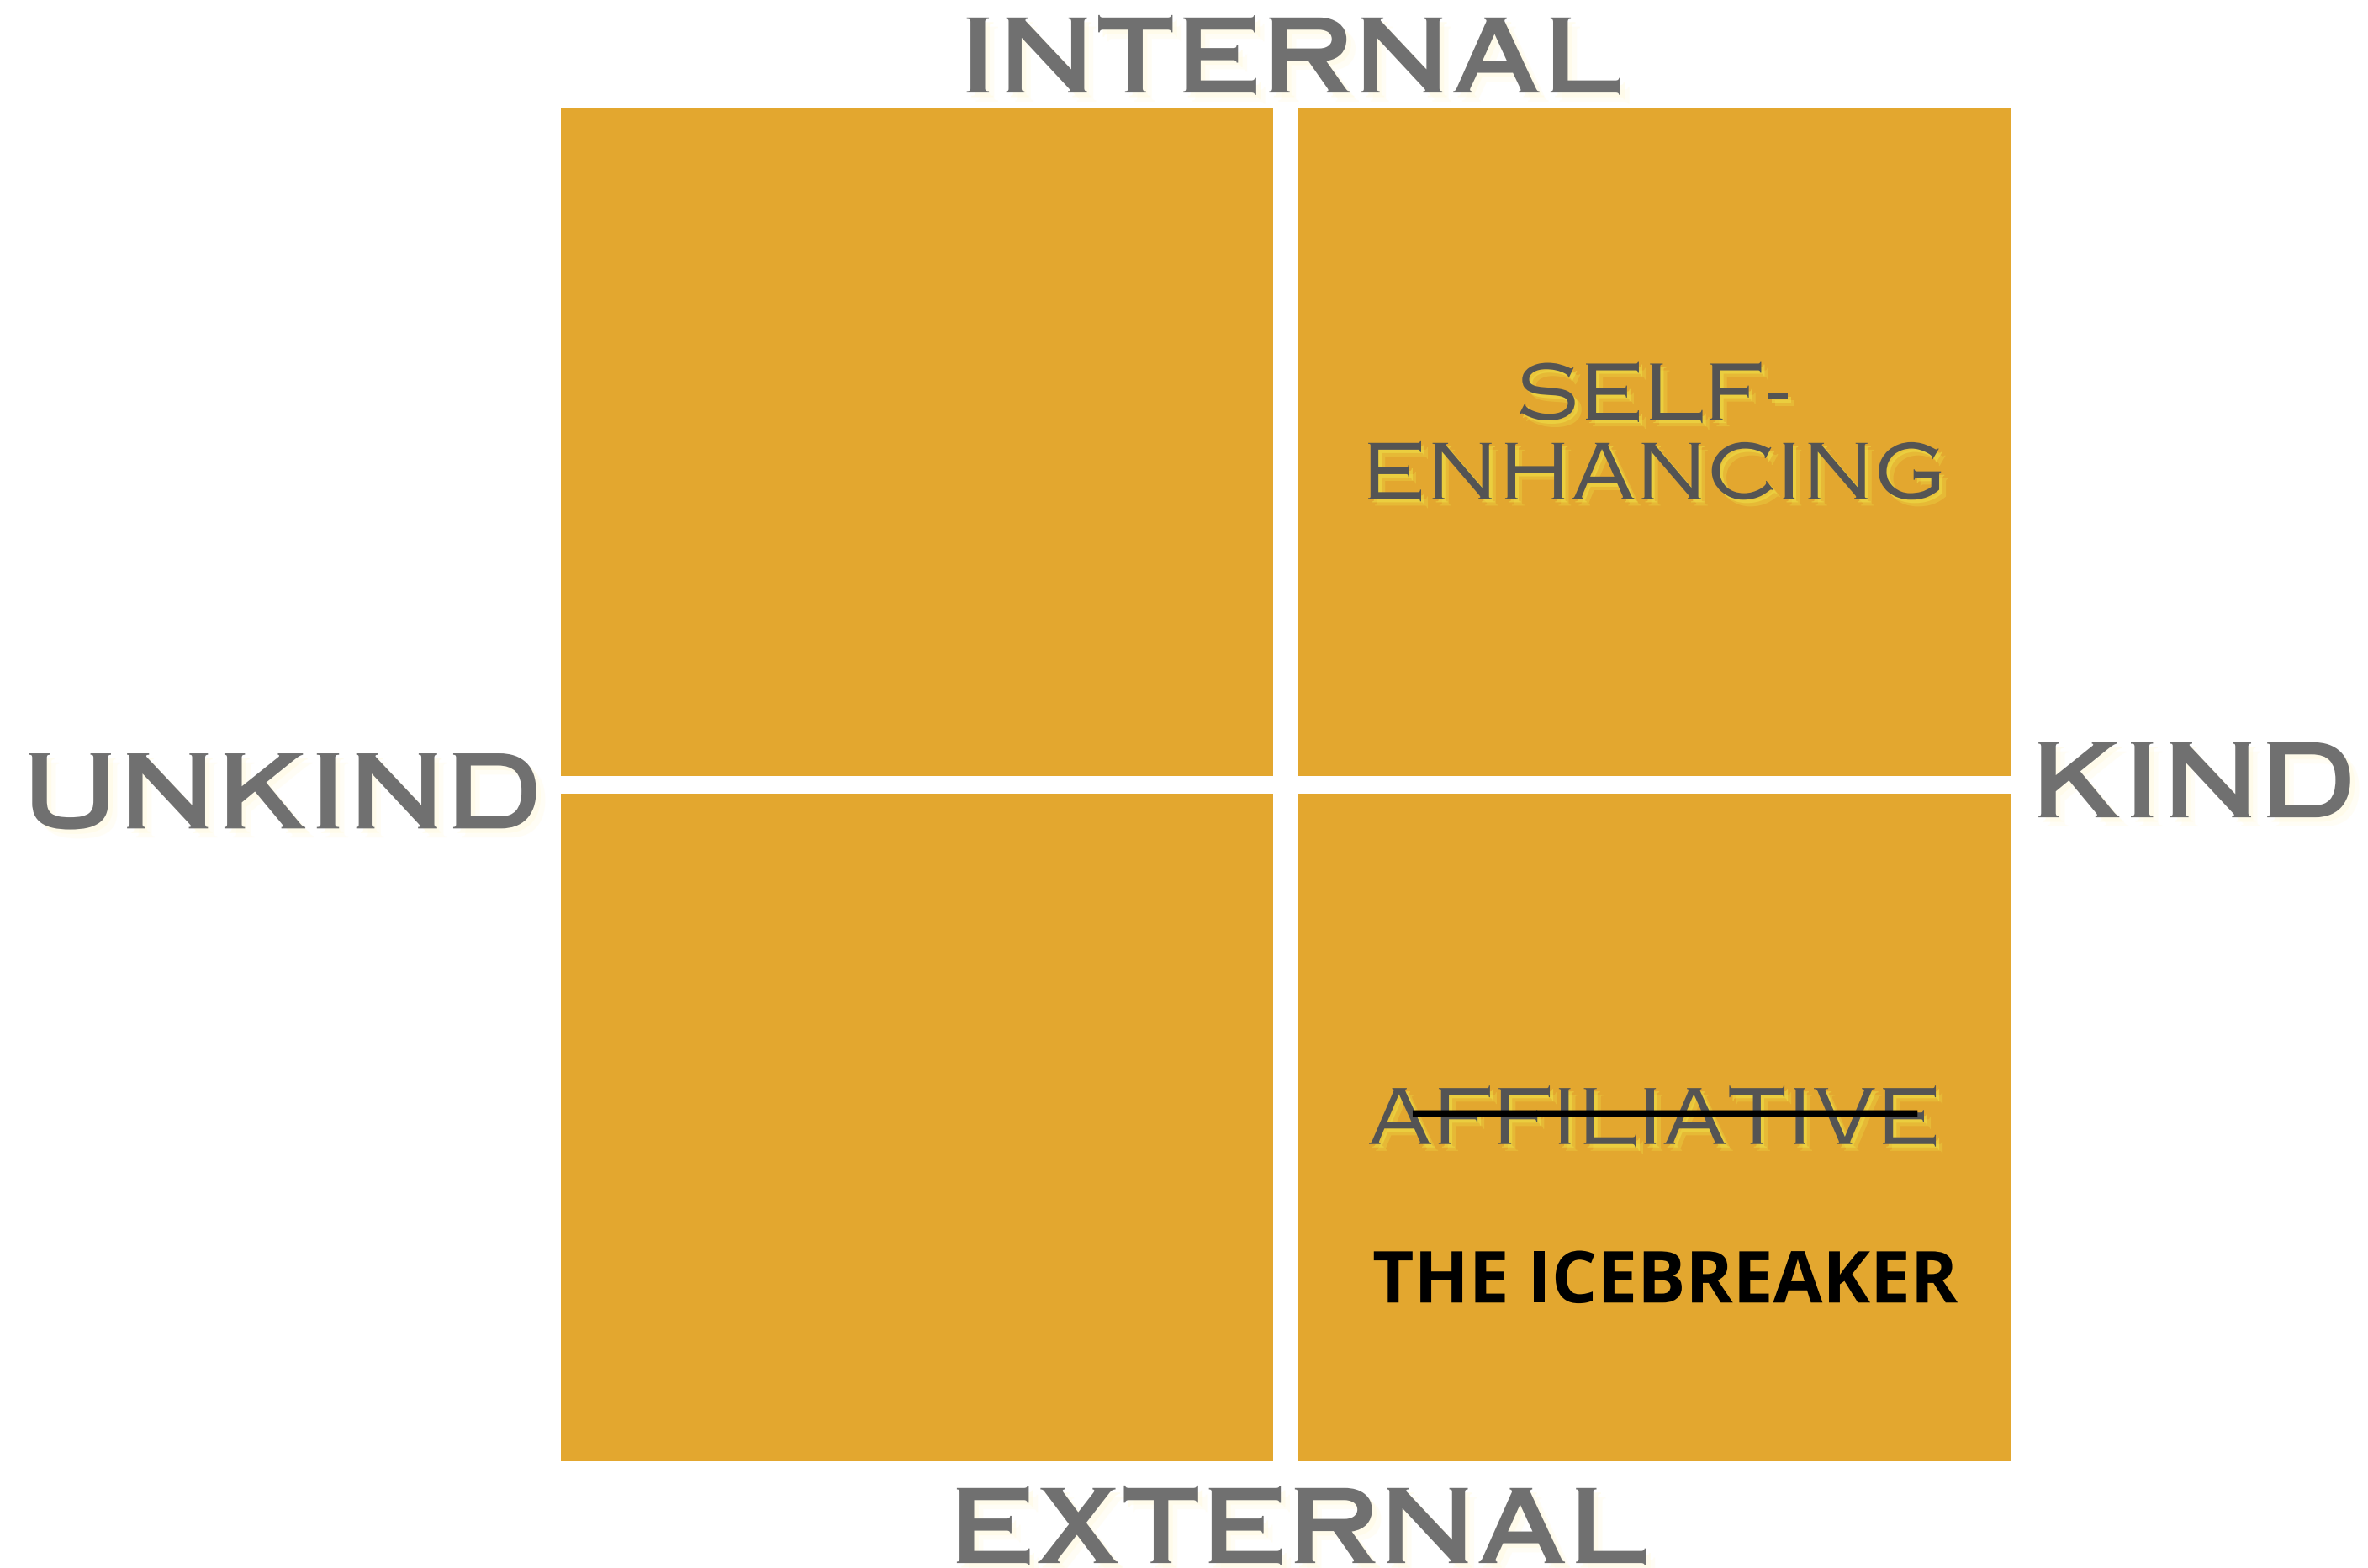 INTERNAL
SELF-
ENHANCING
UNKIND
KIND
AFFILIATIVE
THE ICEBREAKER
EXTERNAL